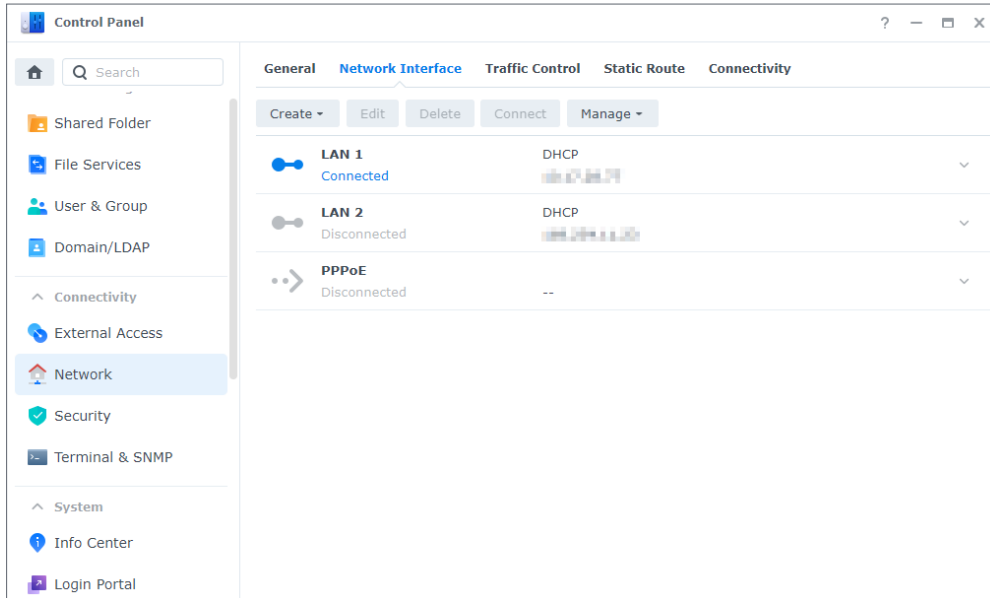 Control Panel
Search
Shared Folder
File Services
User & Group
Domain/LDAP
Connectivity
External Access
Network
Security
Terminal & SNMP
System
Info Center
Login Portal
General Network Interface Traffic Control Static Route Connectivity
Create Edit Delete Connect Manage
LAN 1 DHCP
Connected
LAN 2 DHCP
Disconnected
PPPoE
Disconnected --